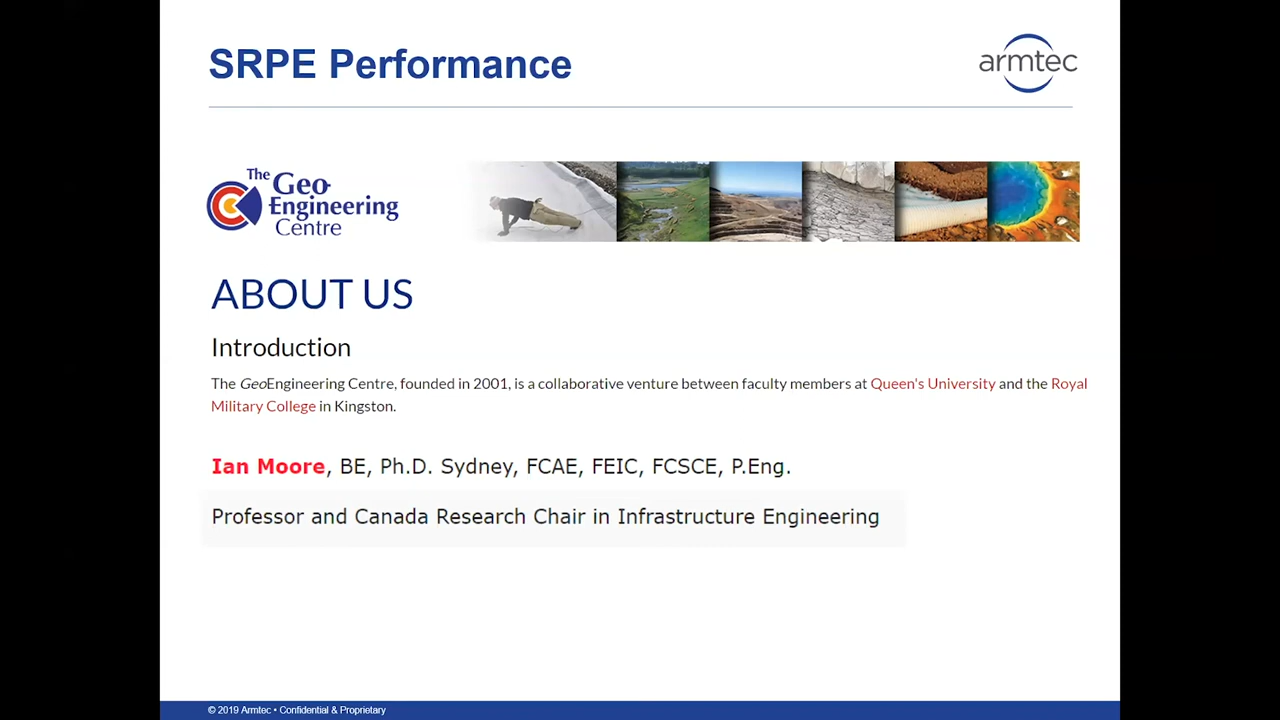 SRPE Performance
armtec
The Geo-
Engineering
Centre
ABOUT US
Introduction
The GeoEngineering Centre, founded in 2001, is a collaborative venture between faculty members at Queen's University and the Royal
Military College in Kingston.
Ian Moore, BE, Ph.D. Sydney, FCAE, FEIC, FCSCE, P.Eng.
Professor and Canada Research Chair in Infrastructure Engineering
© 2019 Armtec • Confidential & Proprietary